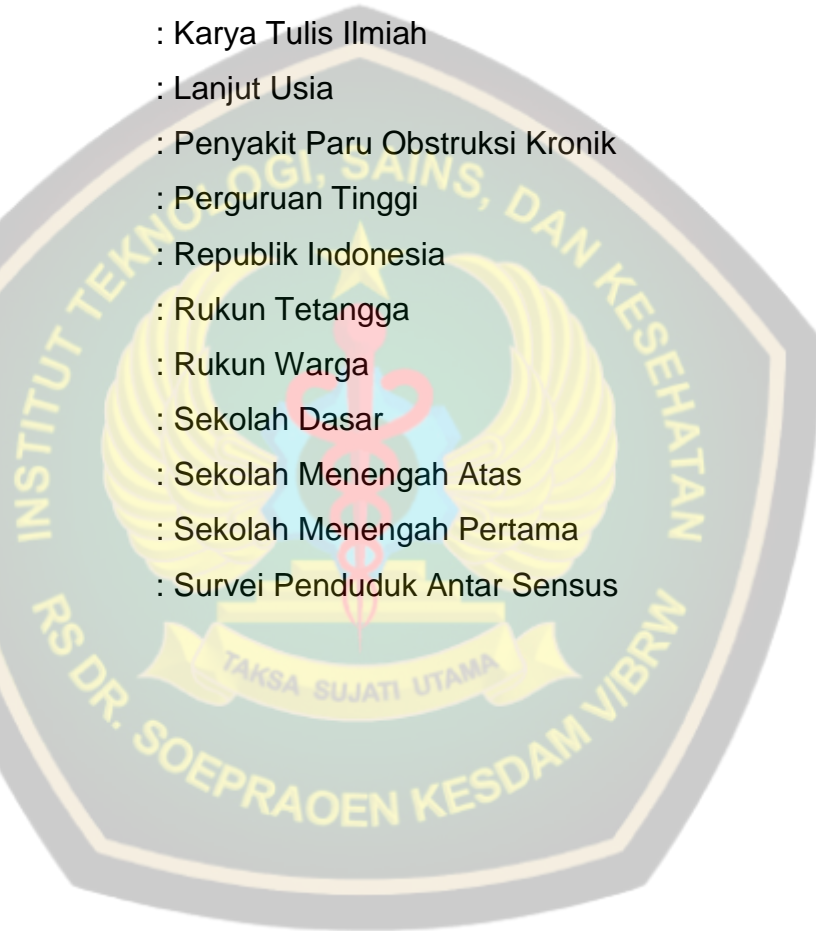 : Karya Tulis Ilmiah
: Lanjut Usia
: Penyakit Paru Obstruksi Kronik
: Perguruan Tinggi
: Republik Indonesia
: Rukun Tetangga
: Rukun Warga
: Sekolah Dasar
: Sekolah Menengah Atas
: Sekolah Menengah Pertama
: Survei Penduduk Antar Sensus
INSTITUT TEKNOLOGI, SAINS, DAN KESEHATAN
TAKSA SUJATI UTAMA
RS DR. SOEPRAOEN KESDAM V/BRW